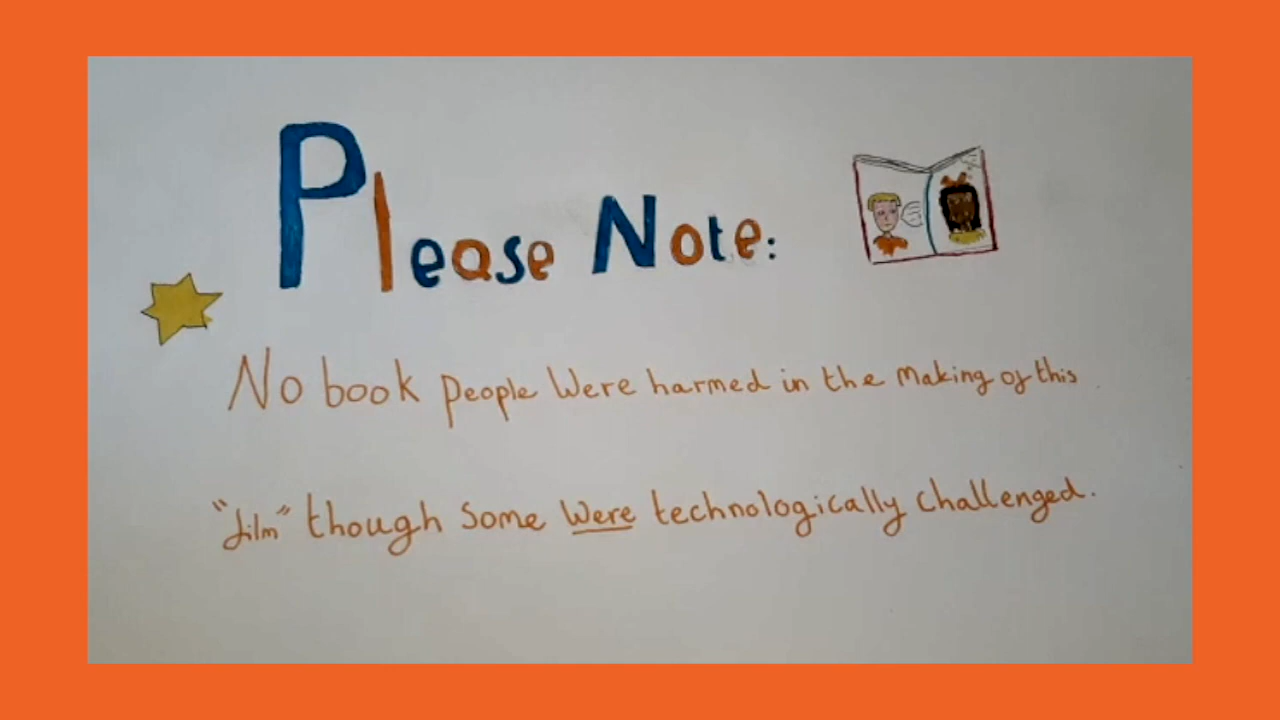 Please Note:
No book people Were harmed in the Making of this
"film" though Some Were technologically challenged.